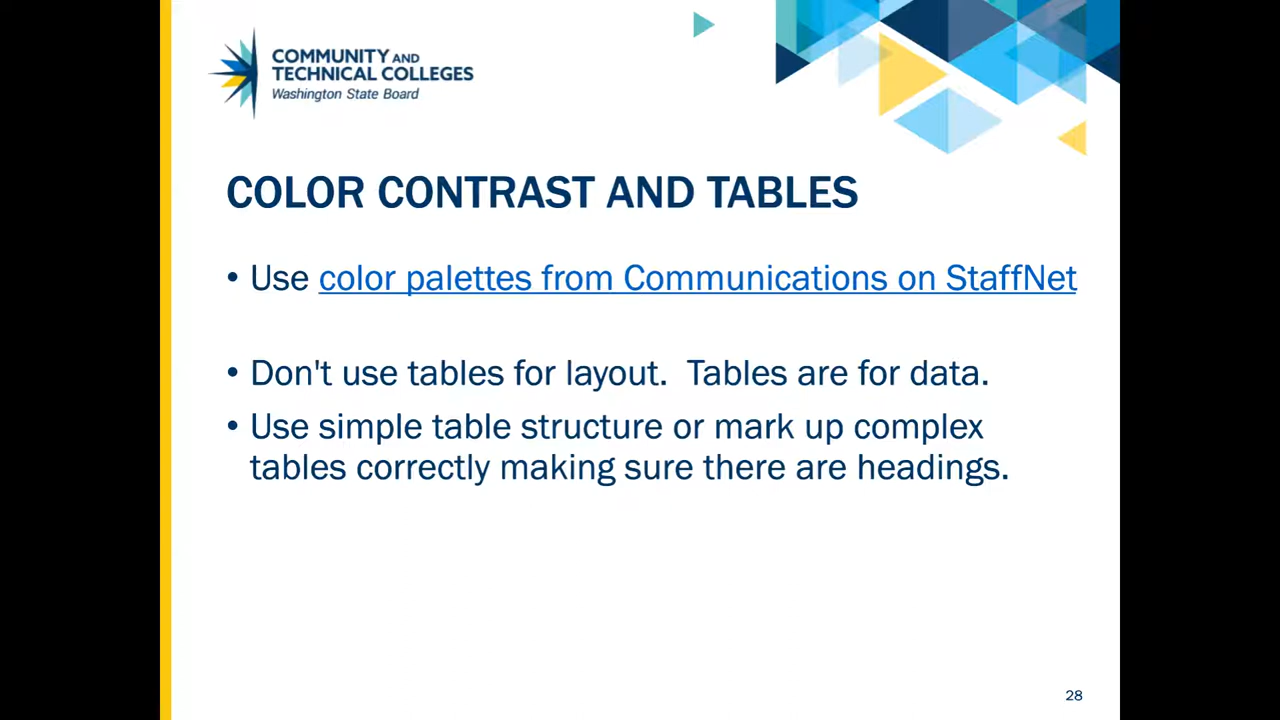 COMMUNITY AND
TECHNICAL COLLEGES
Washington State Board
COLOR CONTRAST AND TABLES
• Use color palettes from Communications on StaffNet
• Don't use tables for layout.  Tables are for data.
• Use simple table structure or mark up complex
tables correctly making sure there are headings.
28